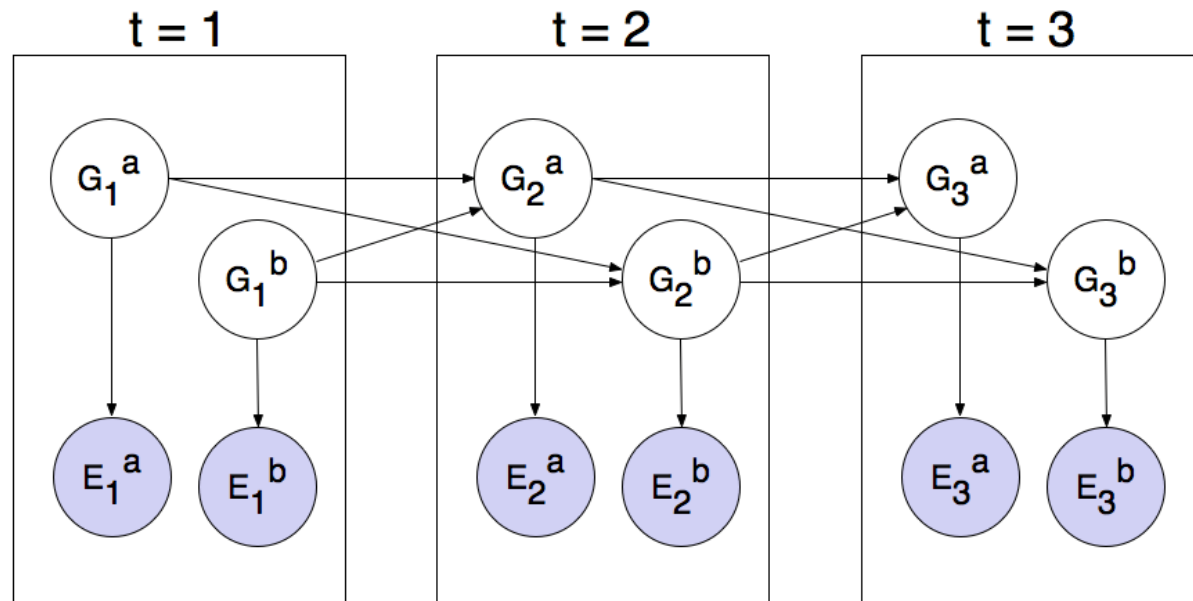 t = 1 t = 2 t = 3
G₁ᵃ G₂ᵃ G₃ᵃ
G₁ᵇ G₂ᵇ G₃ᵇ
E₁ᵃ E₁ᵇ E₂ᵃ E₂ᵇ E₃ᵃ E₃ᵇ